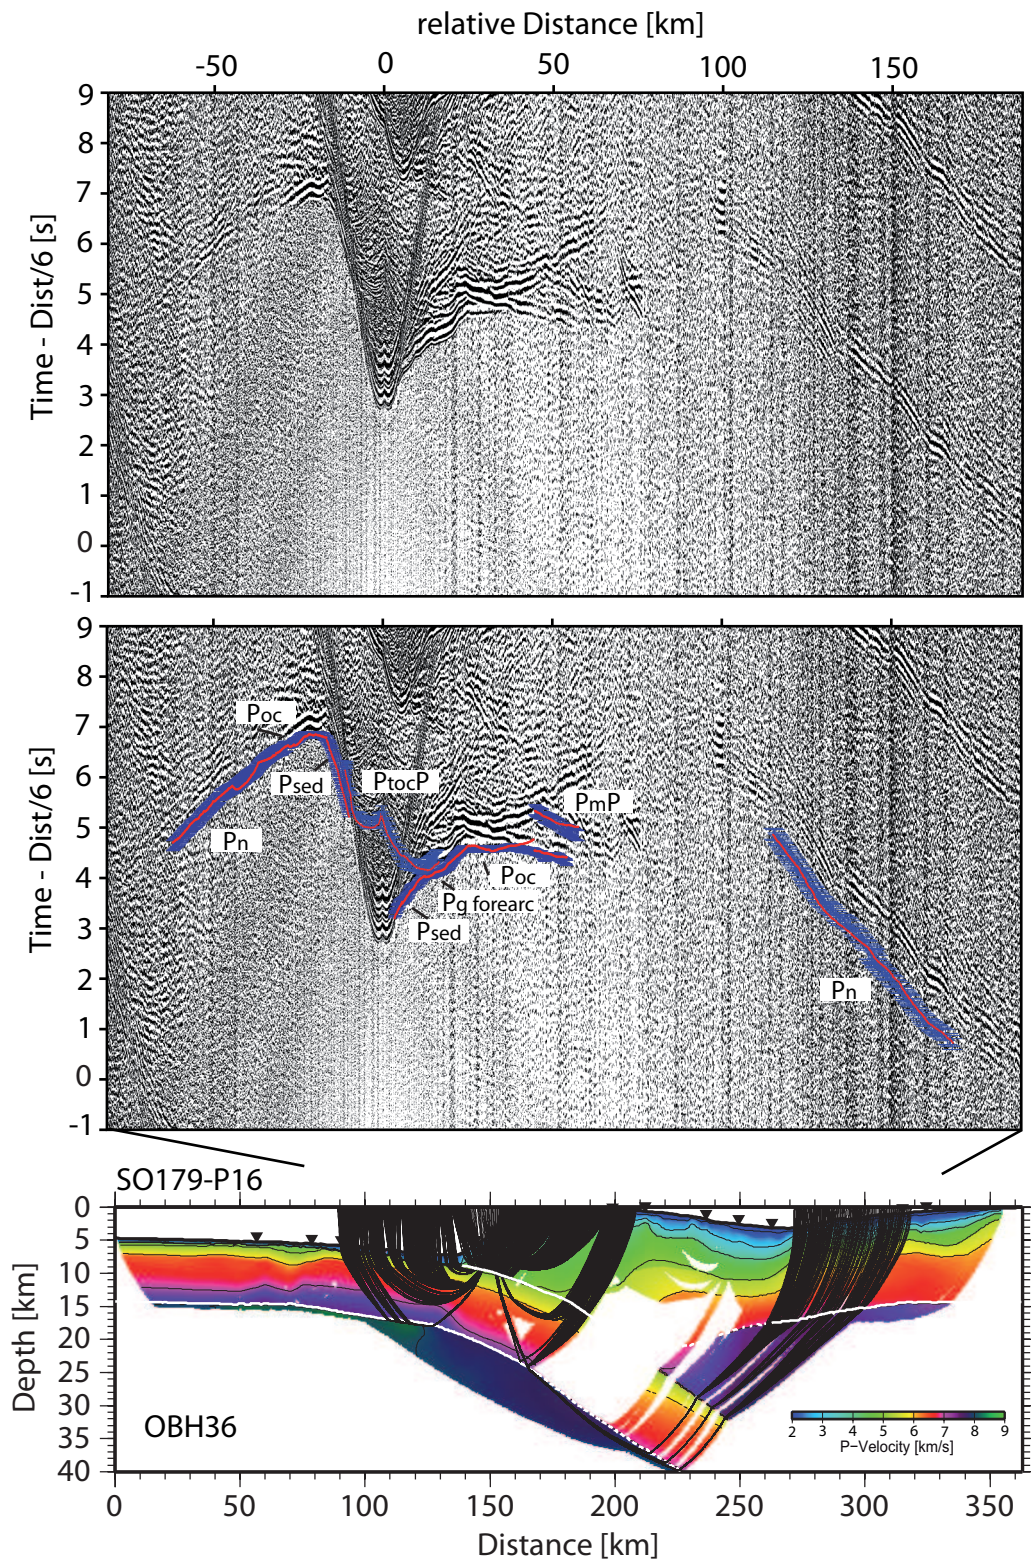 relative Distance [km]
-50 0 50 100 150
9
8
7
6
5
4
3
2
1
0
-1
Time - Dist/6 [s]
9
8
7
6
5
4
3
2
1
0
-1
Time - Dist/6 [s]
Poc
Psed
PtocP
Pn
PmP
Poc
Pg forearc
Psed
Pn
SO179-P16
0
5
10
15
20
25
30
35
40
Depth [km]
OBH36
2 3 4 5 6 7 8 9
P-Velocity [km/s]
0 50 100 150 200 250 300 350
Distance [km]